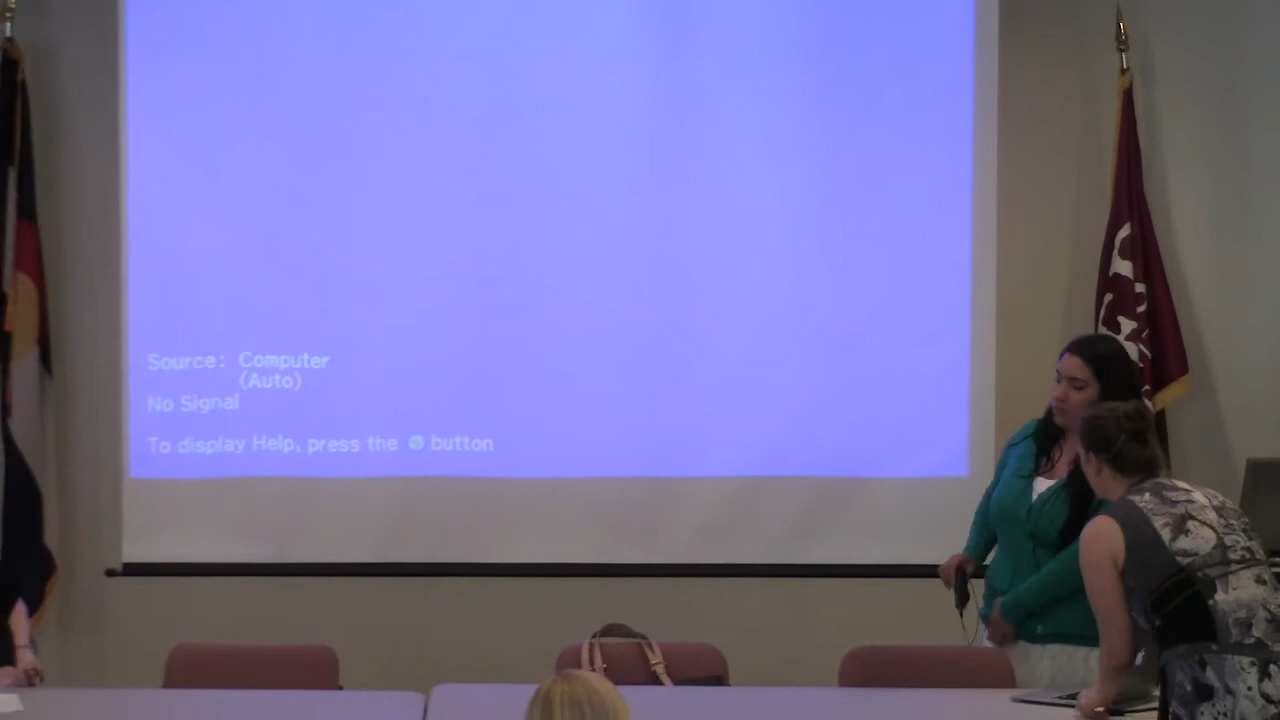 Source: Computer
(Auto)
No Signal
To display Help, press the button